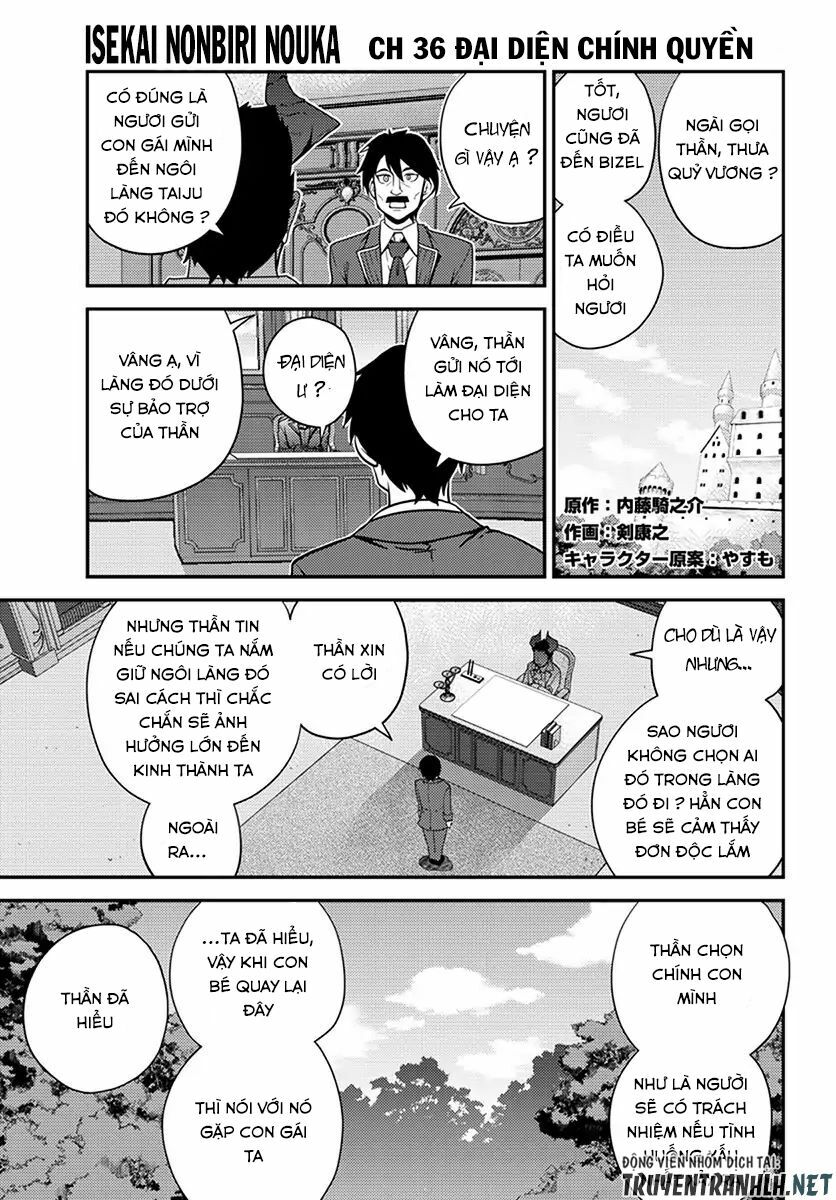 ISEKAI NONBIRI NOUKA CH 36 ĐẠI DIỆN CHÍNH QUYỀN
NGÀI GỌI
THẦN, THƯA
QUỶ VƯƠNG ?
TỐT,
NGƯƠI
CŨNG ĐÃ
ĐẾN BIZEL
CÓ ĐIỀU
TA MUỐN
HỎI
NGƯƠI
原作：内藤騎之介
作画：剣康之
キャラクター原案：やすも
CHUYỆN
GÌ VẬY Ạ ?
CÓ ĐÚNG LÀ
NGƯƠI GỬI
CON GÁI MÌNH
ĐẾN NGÔI
LÀNG TAIJU
ĐÓ KHÔNG ?
VÂNG, THẦN
GỬI NÓ TỚI
LÀM ĐẠI DIỆN
CHO TA
ĐẠI DIỆN
Ư ?
VÂNG Ạ, VÌ
LÀNG ĐÓ DƯỚI
SỰ BẢO TRỢ
CỦA THẦN
CHO DÙ LÀ VẬY
NHƯNG...
SAO NGƯƠI
KHÔNG CHỌN AI
ĐÓ TRONG LÀNG
ĐÓ ĐI ? HẲN CON
BÉ SẼ CẢM THẤY
ĐƠN ĐỘC LẮM
THẦN XIN
CÓ LỜI
NHƯNG THẦN TIN
NẾU CHÚNG TA NẮM
GIỮ NGÔI LÀNG ĐÓ
SAI CÁCH THÌ CHẮC
CHẮN SẼ ẢNH
HƯỞNG LỚN ĐẾN
KINH THÀNH TA
NGOÀI
RA...
THẦN CHỌN
CHÍNH CON
MÌNH
NHƯ LÀ NGƯỜI
SẼ CÓ TRÁCH
NHIỆM NẾU TÌNH
HUỐNG XẤU
...TA ĐÃ HIỂU,
VẬY KHI CON
BÉ QUAY LẠI
ĐÂY
THÌ NÓI VỚI NÓ
GẶP CON GÁI
TA
THẦN ĐÃ
HIỂU
ĐỘNG VIÊN NHÓM DỊCH TẠI:
TRUYENTRANHLH.NET